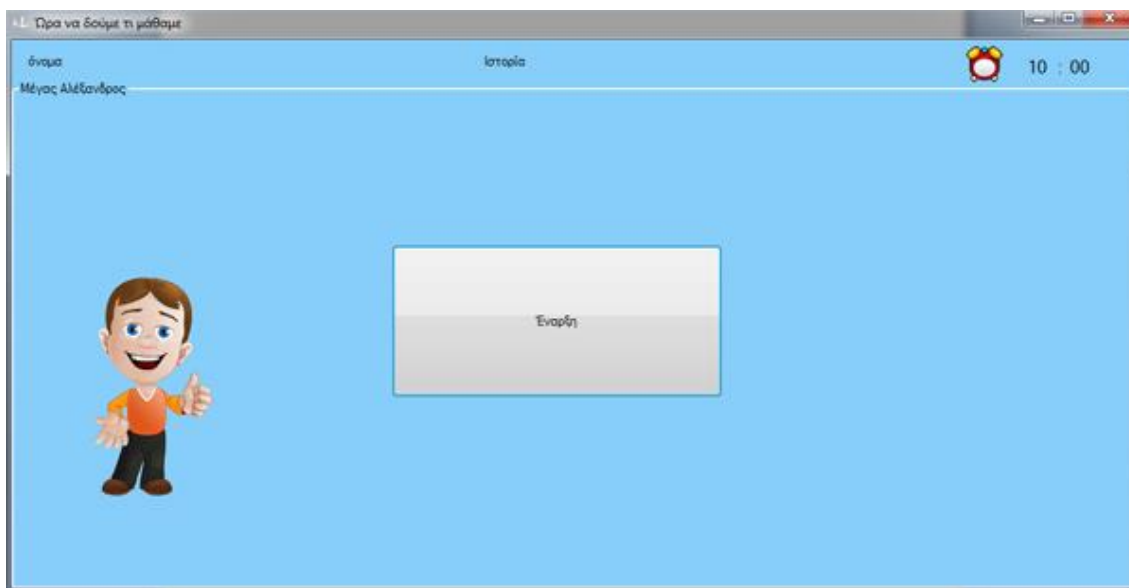 Ώρα να δούμε τι μάθαμε
όνομα
Ιστορία
10 : 00
Μέγας Αλέξανδρος
Έναρξη